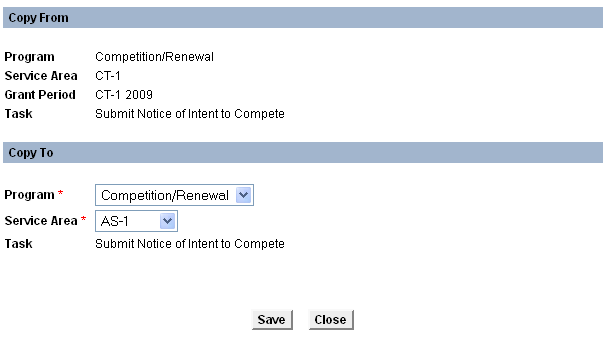 Copy From
Program Competition/Renewal
Service Area CT-1
Grant Period CT-1 2009
Task Submit Notice of Intent to Compete
Copy To
Program * Competition/Renewal
Service Area * AS-1
Task Submit Notice of Intent to Compete
Save Close